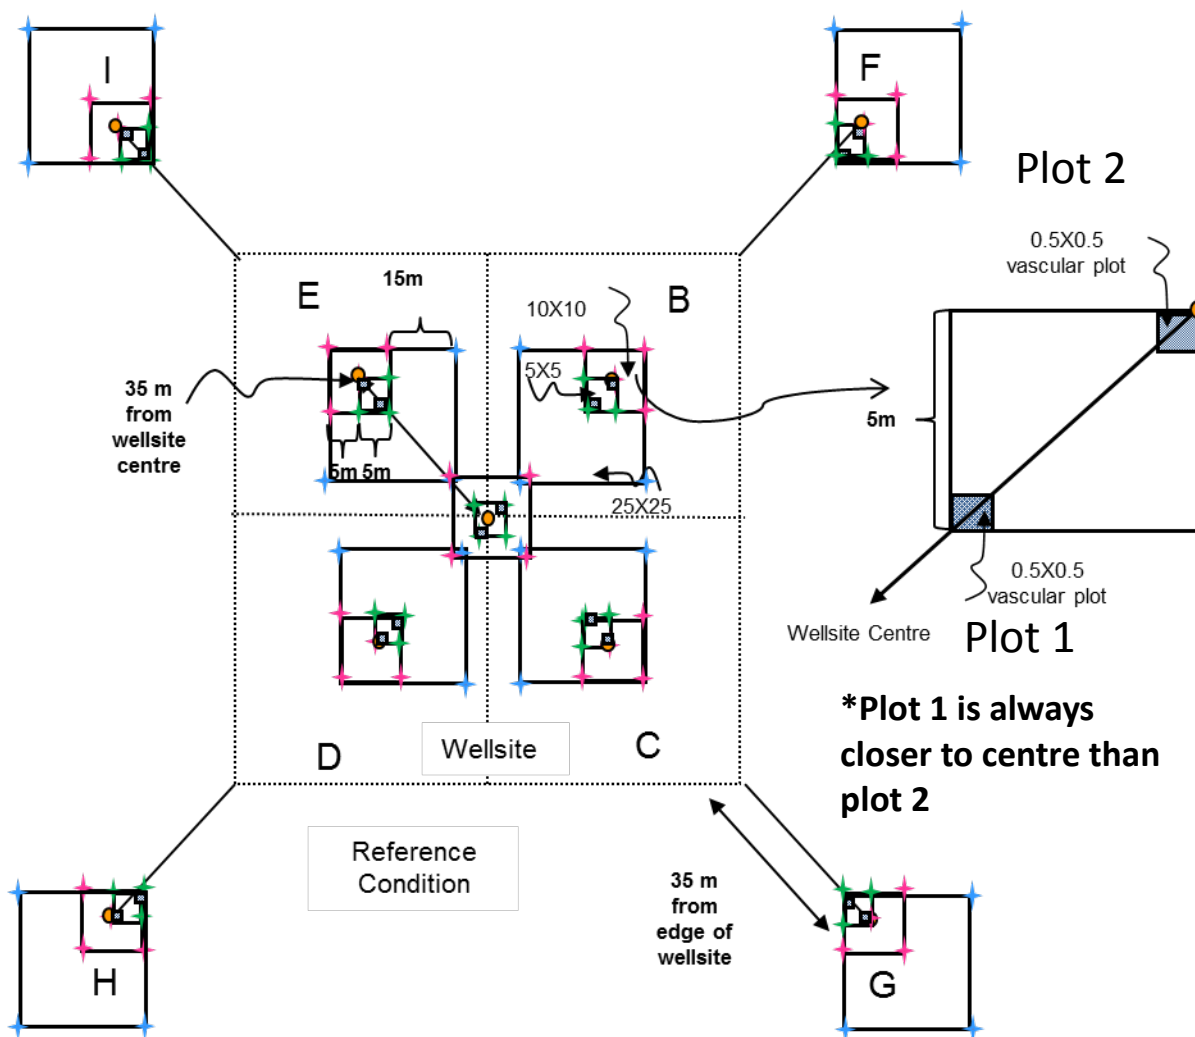 I
F
Plot 2
0.5X0.5
vascular plot
E
15m
B
10X10
5X5
35 m
from
wellsite
centre
5m
5m 5m
25X25
0.5X0.5
vascular plot
Wellsite Centre
Plot 1
*Plot 1 is always
closer to centre than
plot 2
D
Wellsite
C
Reference
Condition
35 m
from
edge of
wellsite
H
G